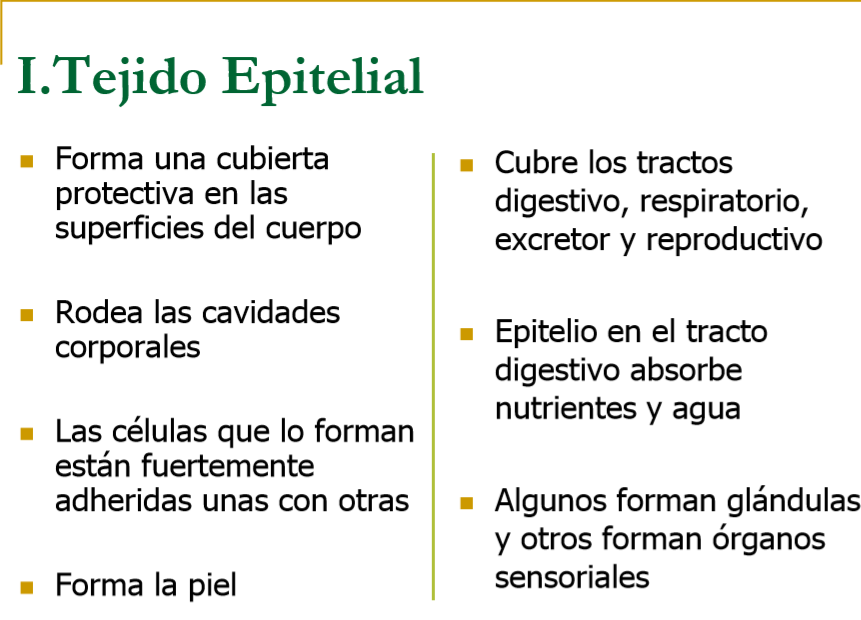 I.Tejido Epitelial
Forma una cubierta
protectiva en las
superficies del cuerpo
Rodea las cavidades
corporales
Las células que lo forman
están fuertemente
adheridas unas con otras
Forma la piel
Cubre los tractos
digestivo, respiratorio,
excretor y reproductivo
Epitelio en el tracto
digestivo absorbe
nutrientes y agua
Algunos forman glándulas
y otros forman órganos
sensoriales